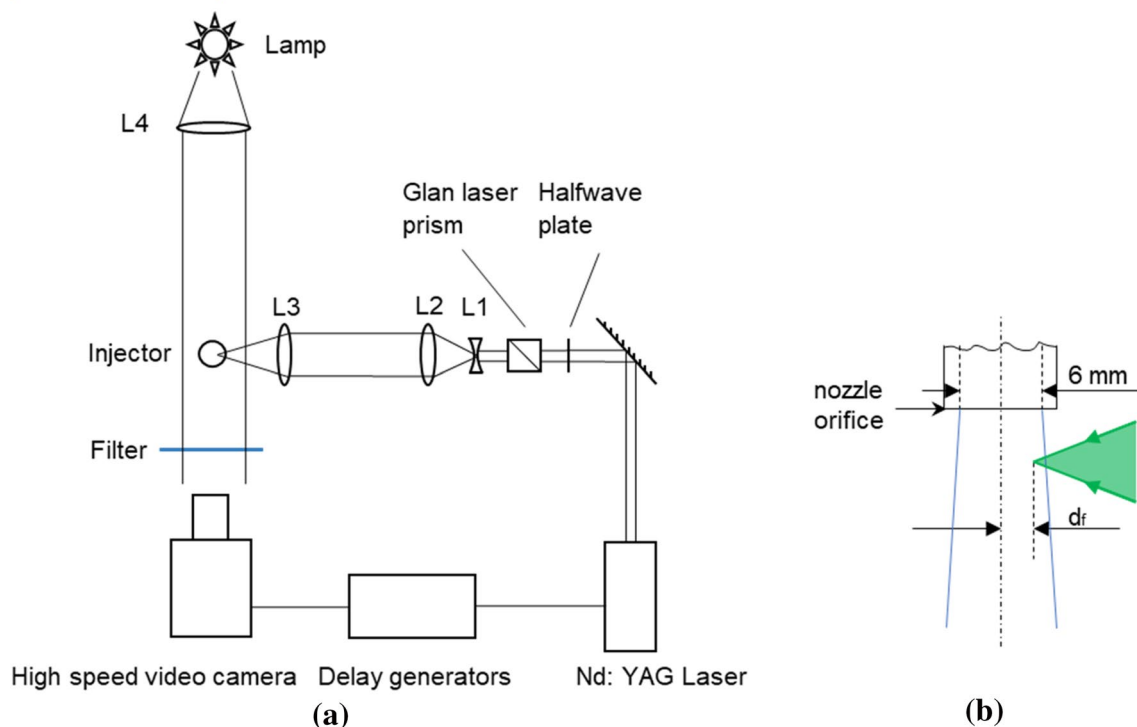 Lamp
L4
Glan laser
prism
Halfwave
plate
L3
L2
L1
Injector
Filter
High speed video camera
Delay generators
Nd: YAG Laser
(a)
6 mm
nozzle
orifice
df
(b)